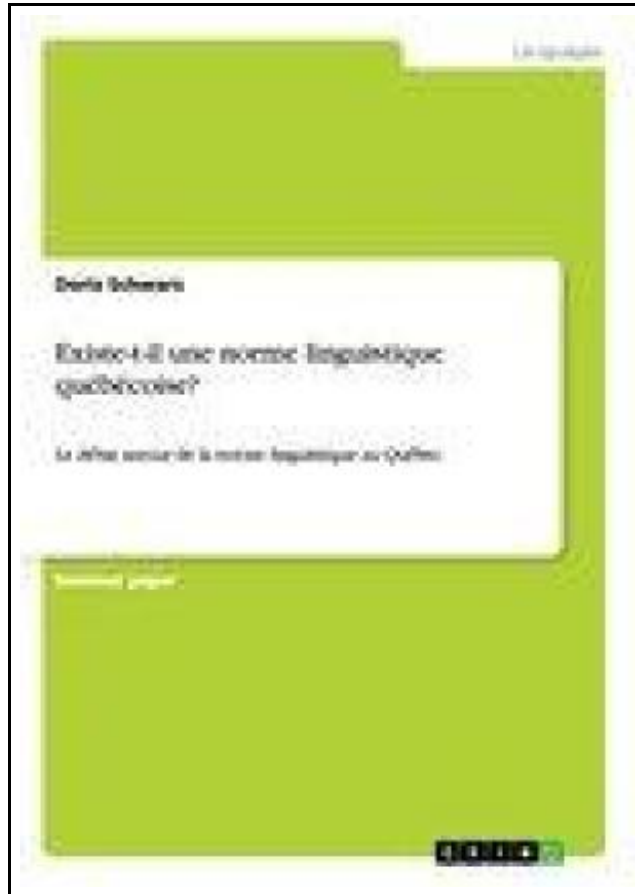 Doris Schwarz
Existe-t-il une norme linguistique
québécoise?
Le débat autour de la norme linguistique au Québec
Seminar paper
GRIN